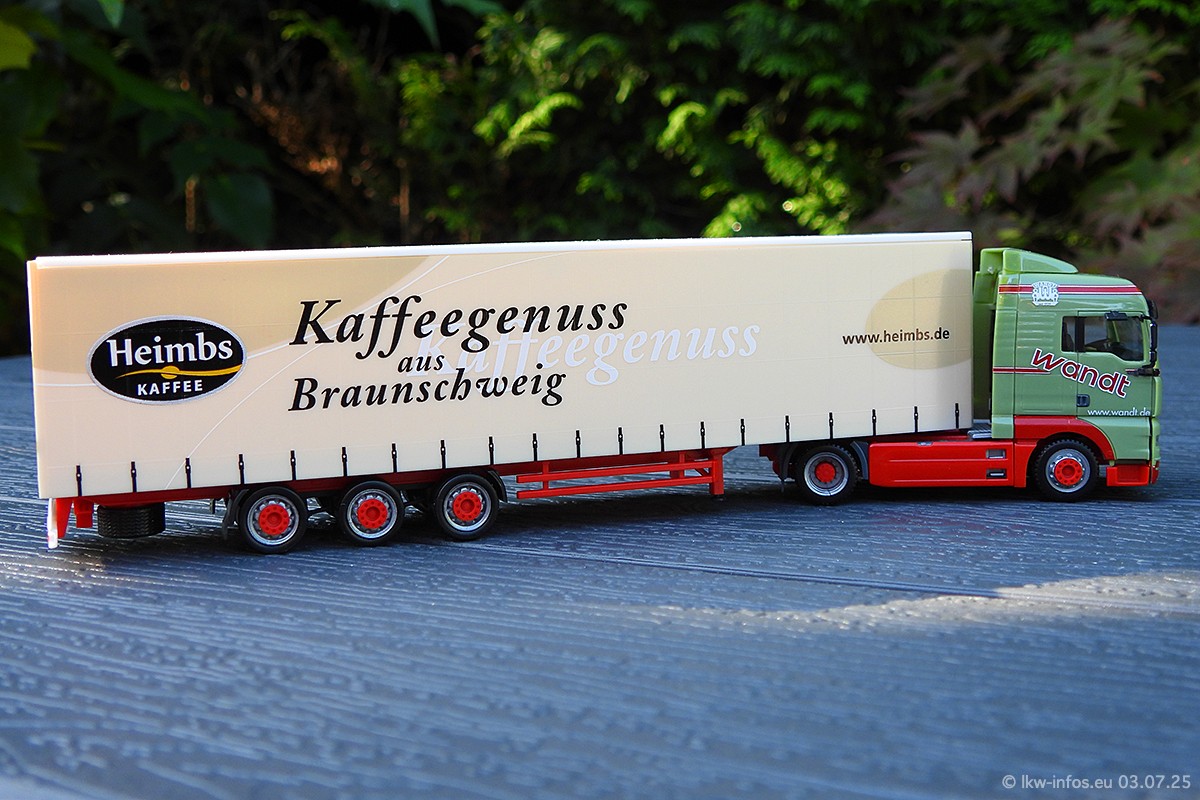 Heimbs
KAFFEE
Kaffeegenuss
aus
Braunschweig
Kaffeegenuss
www.heimbs.de
wandt
www.wandt.de
© lkw-infos.eu 03.07.25